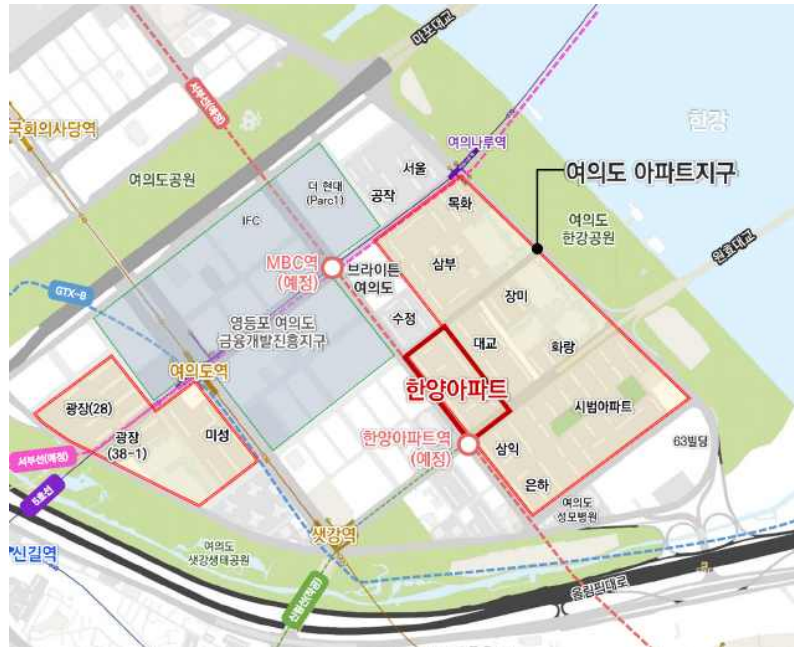 마포대교
서부선(예정)
한강
국회의사당역
여의나루역
서울
여의도 아파트지구
여의도공원
더 현대
(Parc1)
공작
목화
IFC
여의도
한강공원
원효대교
MBC역
(예정)
브라이튼
여의도
삼부
GTX-B
장미
수정
영등포 여의도
금융개발진흥지구
대교
화랑
여의도역
한양아파트
시범아파트
광장(28)
미성
광장
(38-1)
한양아파트역
(예정)
삼익
63빌딩
서부선(예정)
은하
5호선
여의도
성모병원
샛강역
여의도
샛강생태공원
신길역
올림픽대로